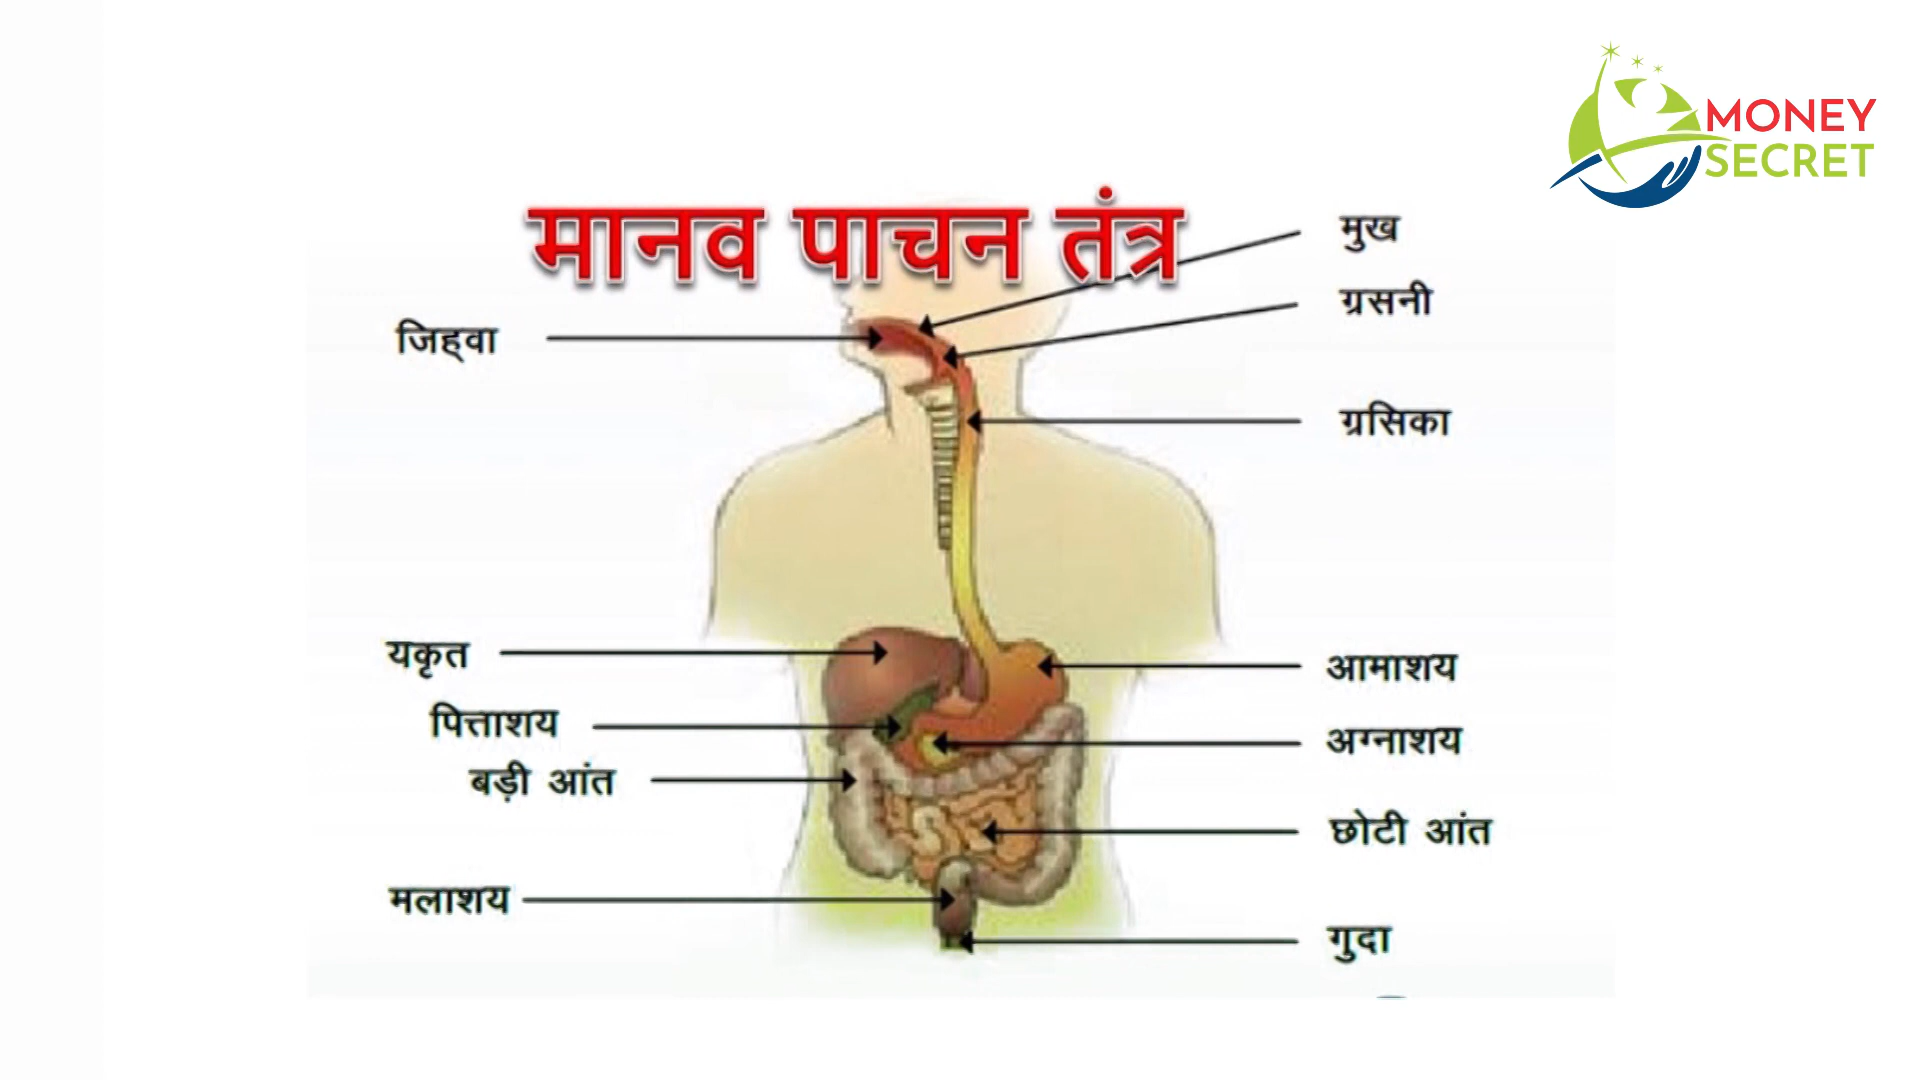 MONEY
SECRET
मानव पाचन तंत्र
मुख
ग्रसनी
जिह्वा
ग्रसिका
यकृत
आमाशय
पित्ताशय
अग्नाशय
बड़ी आंत
छोटी आंत
मलाशय
गुदा